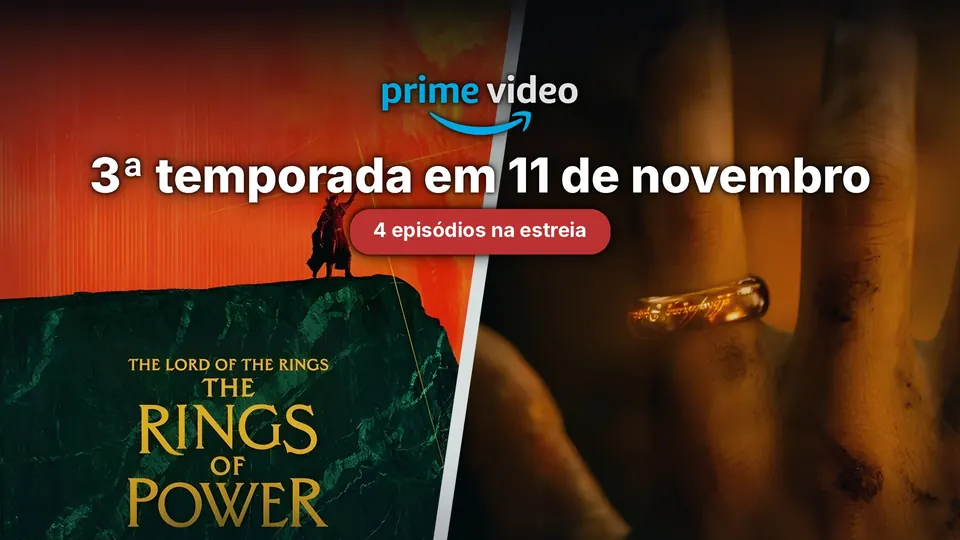 prime video
3ª temporada em 11 de novembro
4 episódios na estreia
THE LORD OF THE RINGS
THE
RINGS
OF
POWER